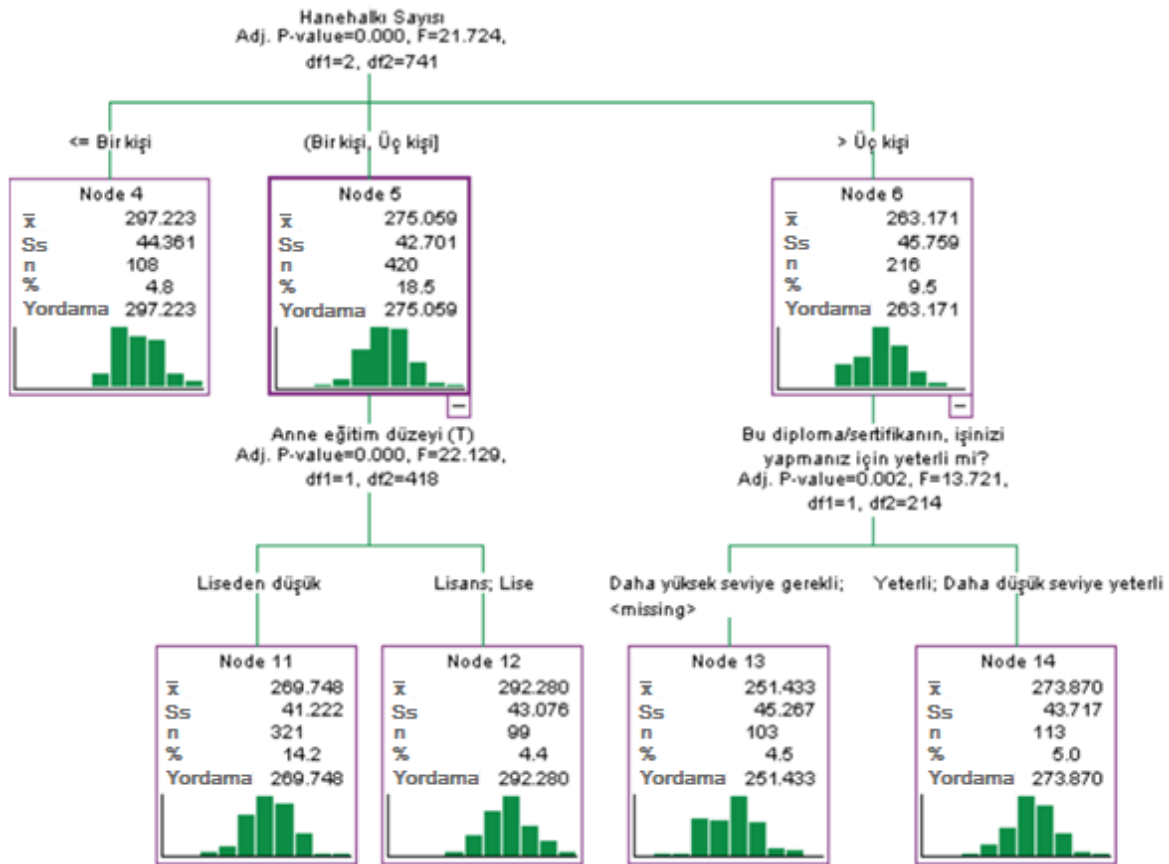 Hanehalkı Sayısı
Adj. P-value=0.000, F=21.724,
df1=2, df2=741
<= Bir kişi
(Bir kişi, Üç kişi]
> Üç kişi
Node 4
x̅ 297.223
Ss 44.361
n 108
% 4.8
Yordama 297.223
Node 5
x̅ 275.059
Ss 42.701
n 420
% 18.5
Yordama 275.059
Node 6
x̅ 263.171
Ss 45.759
n 216
% 9.5
Yordama 263.171
Anne eğitim düzeyi (T)
Adj. P-value=0.000, F=22.129,
df1=1, df2=418
Bu diploma/sertifikanın, işinizi
yapmanız için yeterli mi?
Adj. P-value=0.002, F=13.721,
df1=1, df2=214
Liseden düşük
Lisans; Lise
Daha yüksek seviye gerekli;
<missing>
Yeterli; Daha düşük seviye yeterli
Node 11
x̅ 269.748
Ss 41.222
n 321
% 14.2
Yordama 269.748
Node 12
x̅ 292.280
Ss 43.076
n 99
% 4.4
Yordama 292.280
Node 13
x̅ 251.433
Ss 45.267
n 103
% 4.5
Yordama 251.433
Node 14
x̅ 273.870
Ss 43.717
n 113
% 5.0
Yordama 273.870